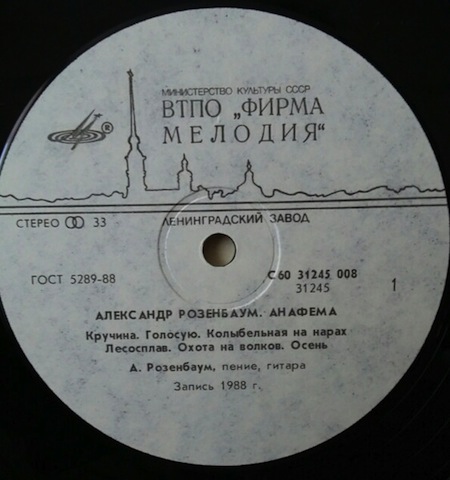 МИНИСТЕРСТВО КУЛЬТУРЫ СССР
ВТПО „ФИРМА
МЕЛОДИЯ“
®
СТЕРЕО 33
ЛЕНИНГРАДСКИЙ ЗАВОД
ГОСТ 5289-88
С60 31245 008
31245
1
АЛЕКСАНДР РОЗЕНБАУМ. АНАФЕМА
Кручина. Голосую. Колыбельная на нарах
Лесосплав. Охота на волков. Осень
А. Розенбаум, пение, гитара
Запись 1988 г.